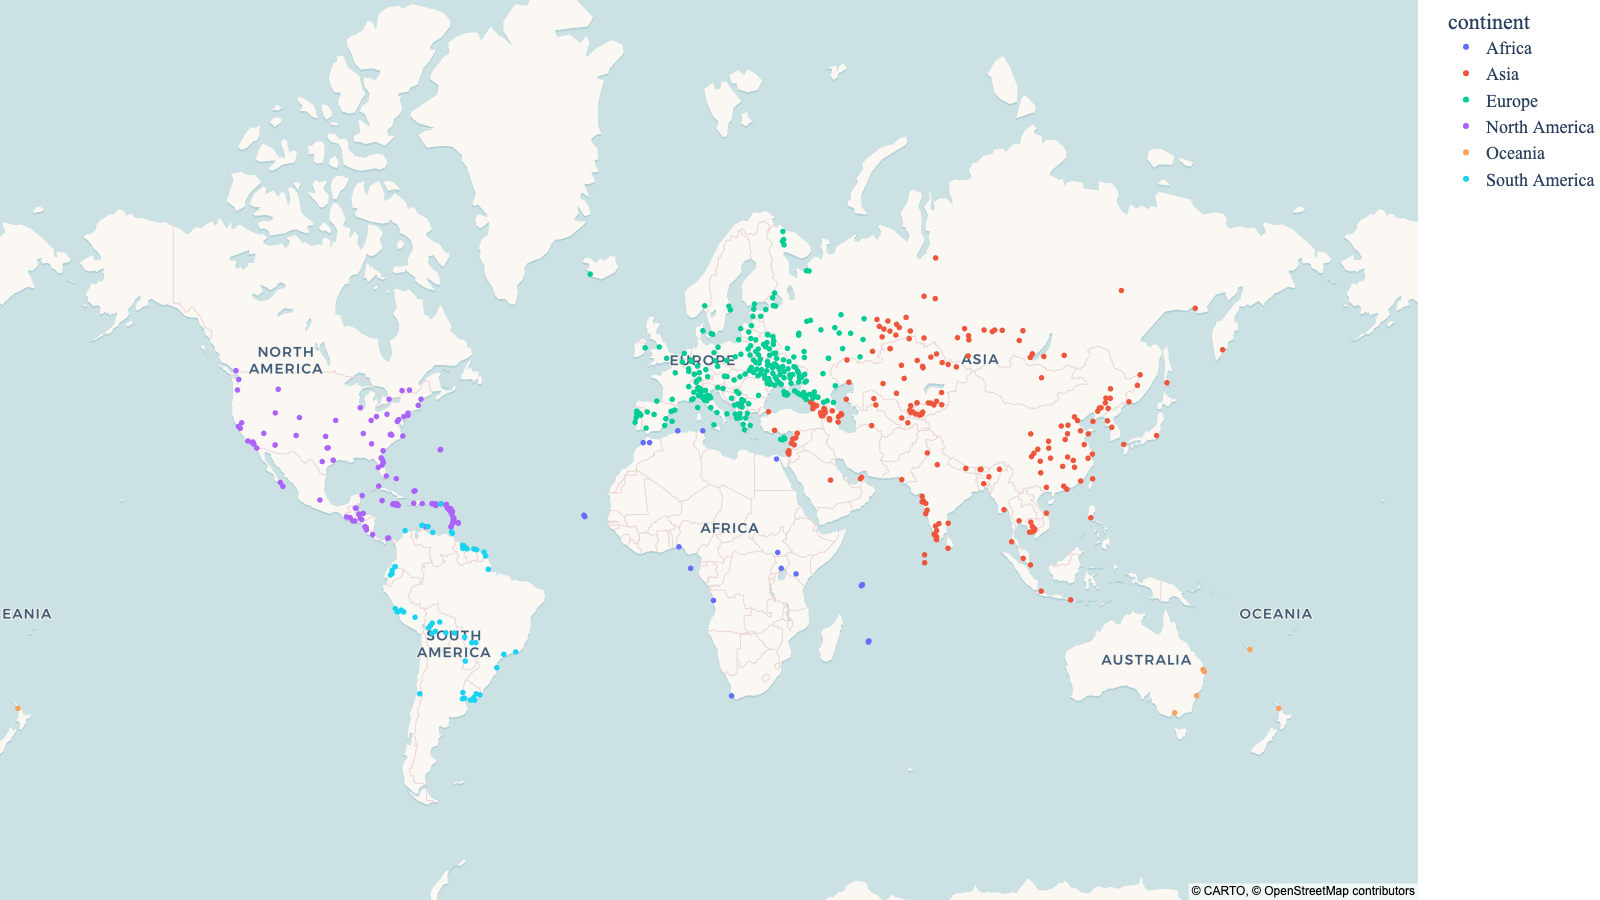 continent
Africa
Asia
Europe
North America
Oceania
South America
NORTH
AMERICA
EUROPE
ASIA
AFRICA
CEANIA
OCEANIA
SOUTH
AMERICA
AUSTRALIA
© CARTO, © OpenStreetMap contributors